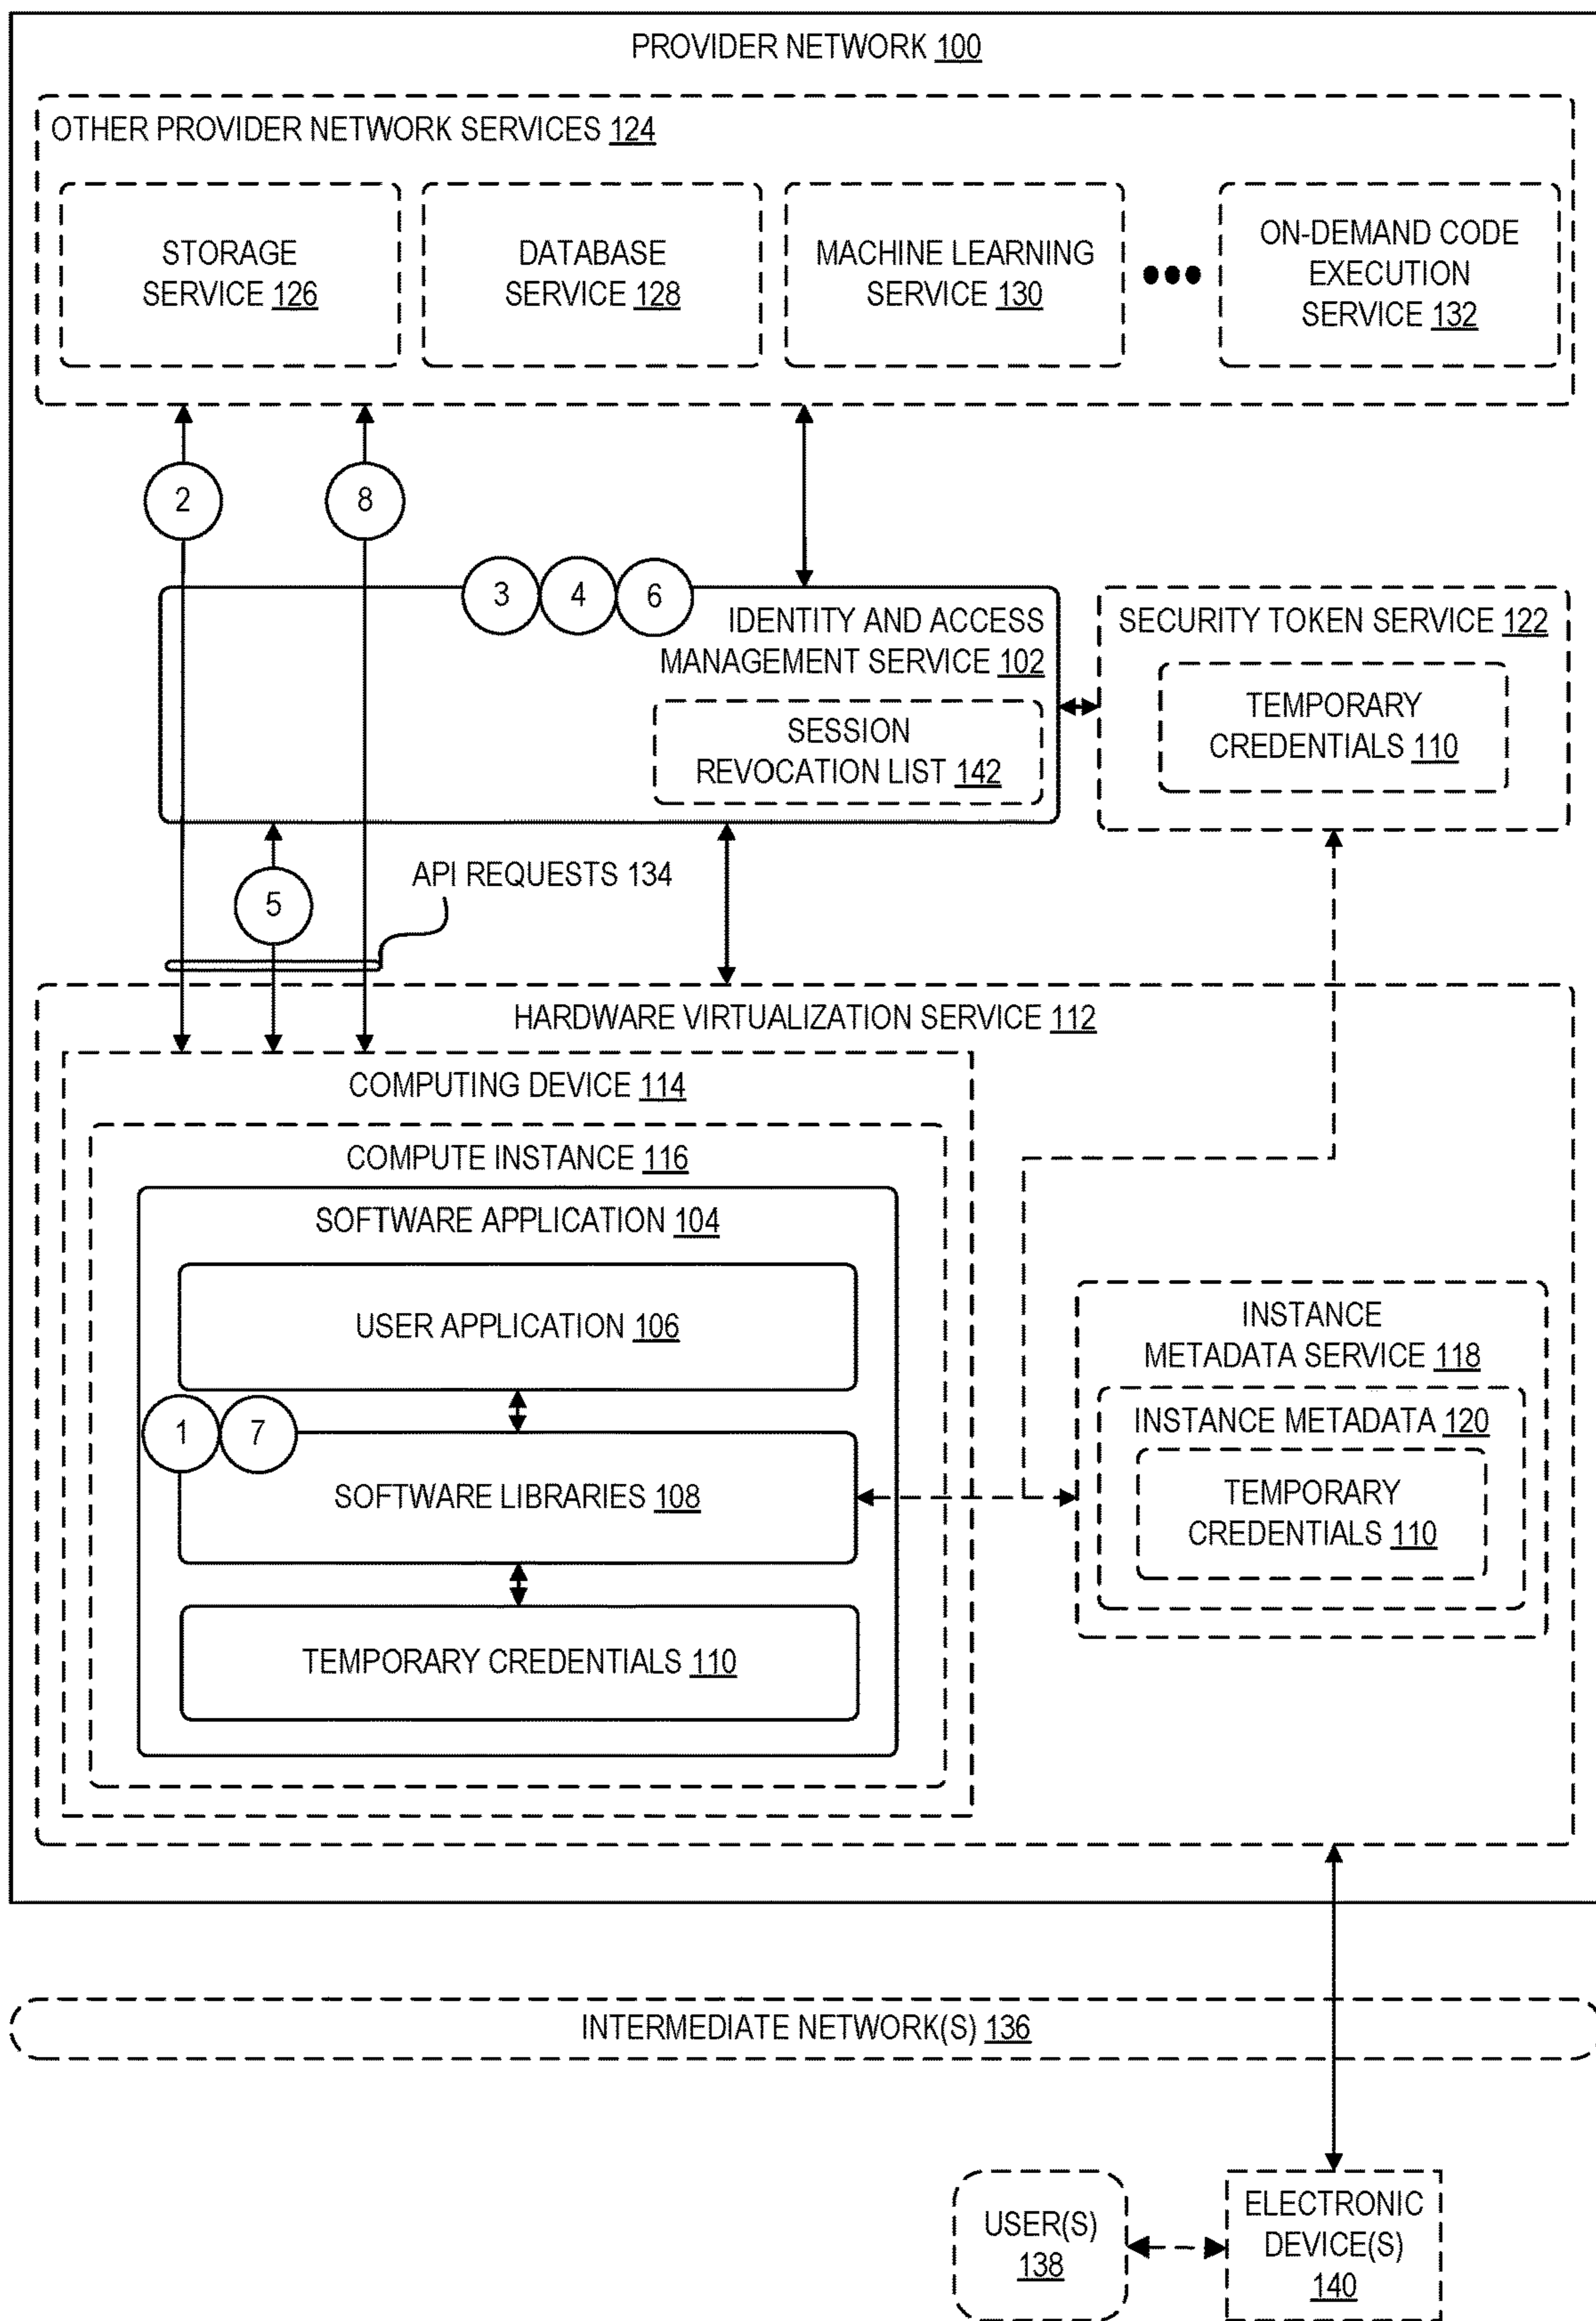 PROVIDER NETWORK 100
OTHER PROVIDER NETWORK SERVICES 124
STORAGE
SERVICE 126
DATABASE
SERVICE 128
MACHINE LEARNING
SERVICE 130
ON-DEMAND CODE
EXECUTION
SERVICE 132
2
8
3
4
6
IDENTITY AND ACCESS
MANAGEMENT SERVICE 102
SESSION
REVOCATION LIST 142
SECURITY TOKEN SERVICE 122
TEMPORARY
CREDENTIALS 110
5
API REQUESTS 134
HARDWARE VIRTUALIZATION SERVICE 112
COMPUTING DEVICE 114
COMPUTE INSTANCE 116
SOFTWARE APPLICATION 104
USER APPLICATION 106
1
7
SOFTWARE LIBRARIES 108
TEMPORARY CREDENTIALS 110
INSTANCE
METADATA SERVICE 118
INSTANCE METADATA 120
TEMPORARY
CREDENTIALS 110
INTERMEDIATE NETWORK(S) 136
USER(S)
138
ELECTRONIC
DEVICE(S)
140